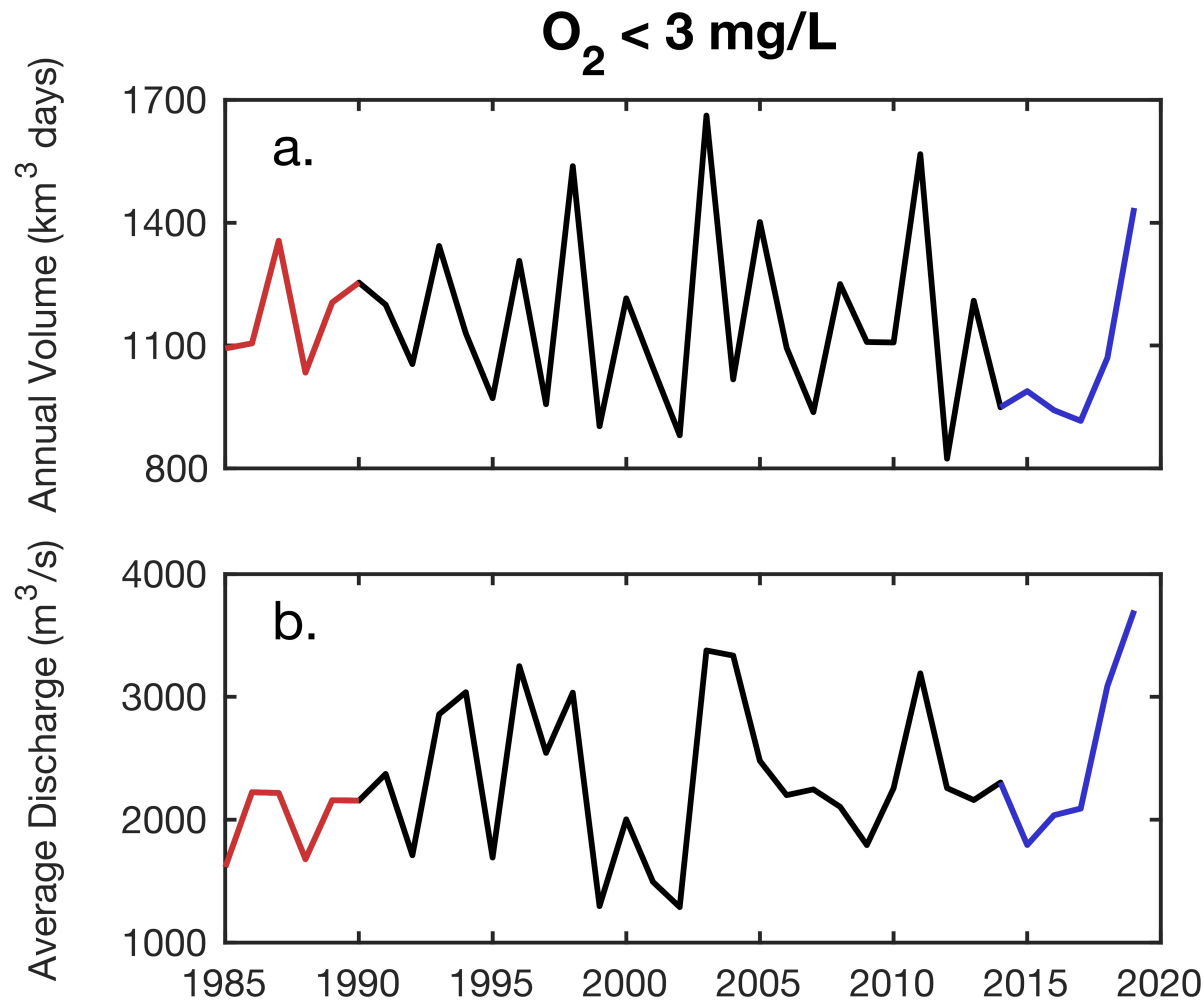 O₂ < 3 mg/L
Annual Volume (km³ days)
1700
1400
1100
800
a.
Average Discharge (m³/s)
4000
3000
2000
1000
b.
1985 1990 1995 2000 2005 2010 2015 2020